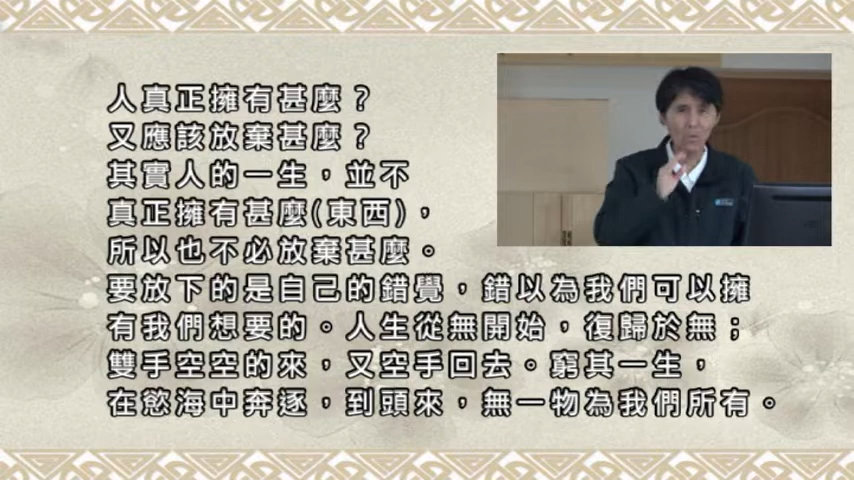 人真正擁有甚麼？
又應該放棄甚麼？
其實人的一生，並不
真正擁有甚麼(東西)，
所以也不必放棄甚麼。
要放下的是自己的錯覺，錯以為我們可以擁
有我們想要的。人生從無開始，復歸於無；
雙手空空的來，又空手回去。窮其一生，
在慾海中奔逐，到頭來，無一物為我們所有。